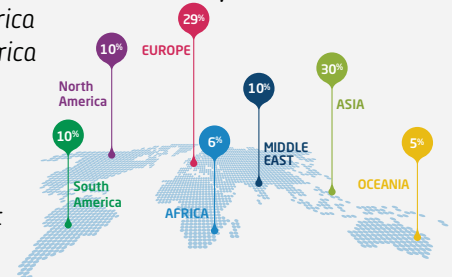 rica
rica
29%
EUROPE
10%
North
America
30%
ASIA
10%
MIDDLE
EAST
10%
South
America
6%
AFRICA
5%
OCEANIA